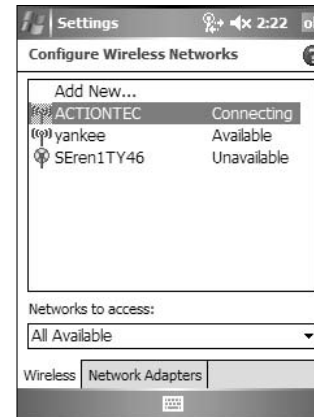 Settings 2:22 o
Configure Wireless Networks
Add New...
ACTIONTEC Connecting
yankee Available
SEren1TY46 Unavailable
Networks to access:
All Available
Wireless Network Adapters